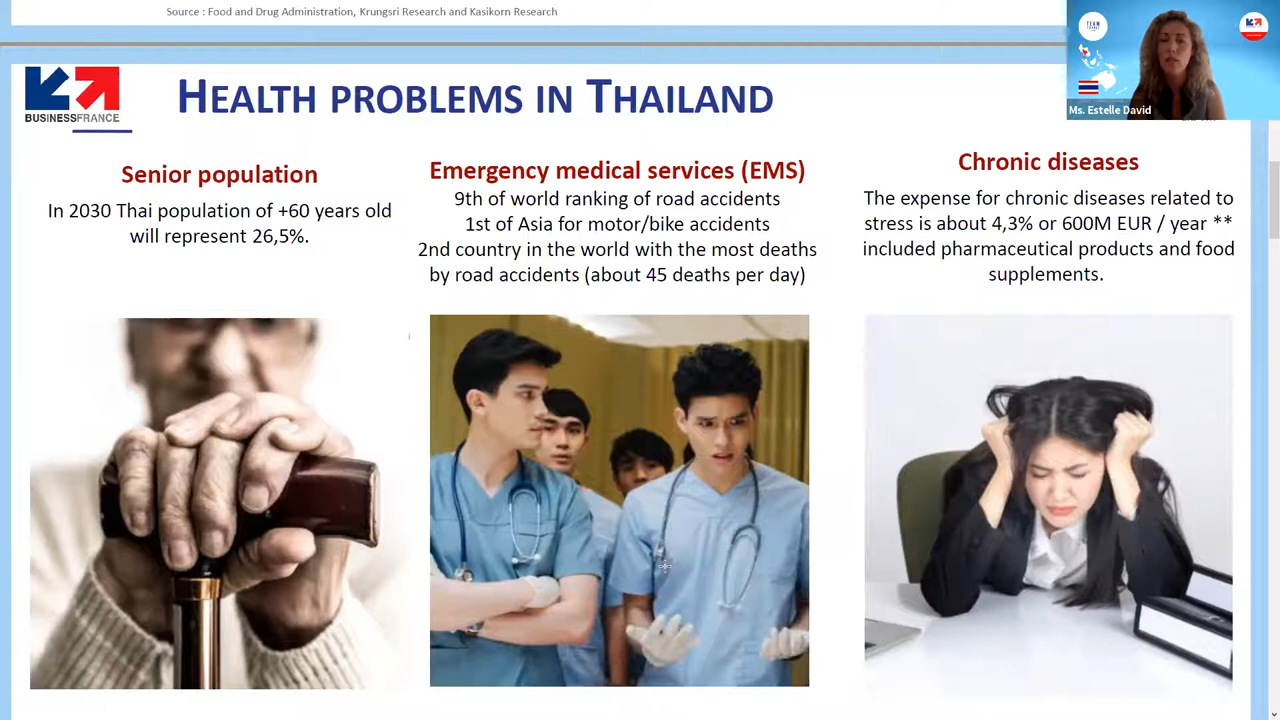 Source : Food and Drug Administration, Krungsri Research and Kasikorn Research
BUSINESSFRANCE
HEALTH PROBLEMS IN THAILAND
TEAM
Ms. Estelle David
Senior population
In 2030 Thai population of +60 years old
will represent 26,5%.
Emergency medical services (EMS)
9th of world ranking of road accidents
1st of Asia for motor/bike accidents
2nd country in the world with the most deaths
by road accidents (about 45 deaths per day)
Chronic diseases
The expense for chronic diseases related to
stress is about 4,3% or 600M EUR / year **
included pharmaceutical products and food
supplements.